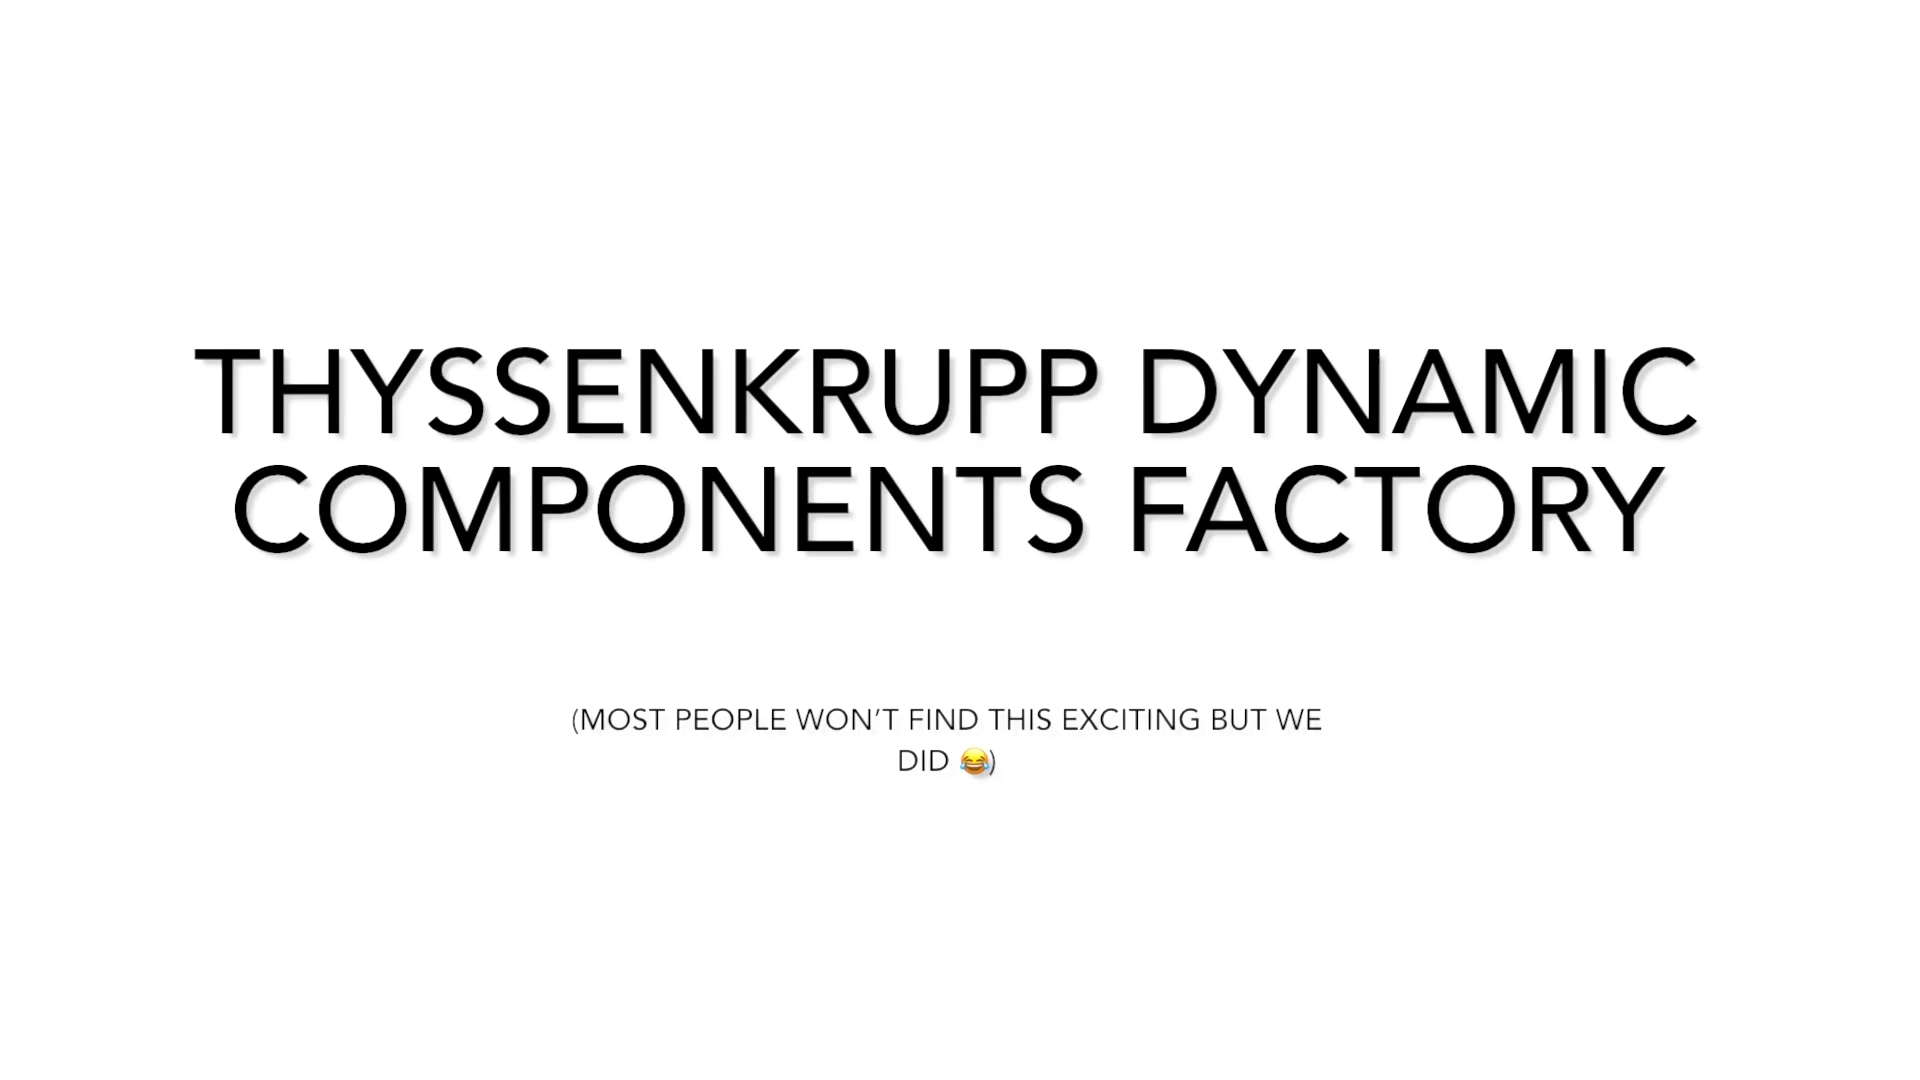 THYSSENKRUPP DYNAMIC
COMPONENTS FACTORY
(MOST PEOPLE WON’T FIND THIS EXCITING BUT WE
DID 😂)